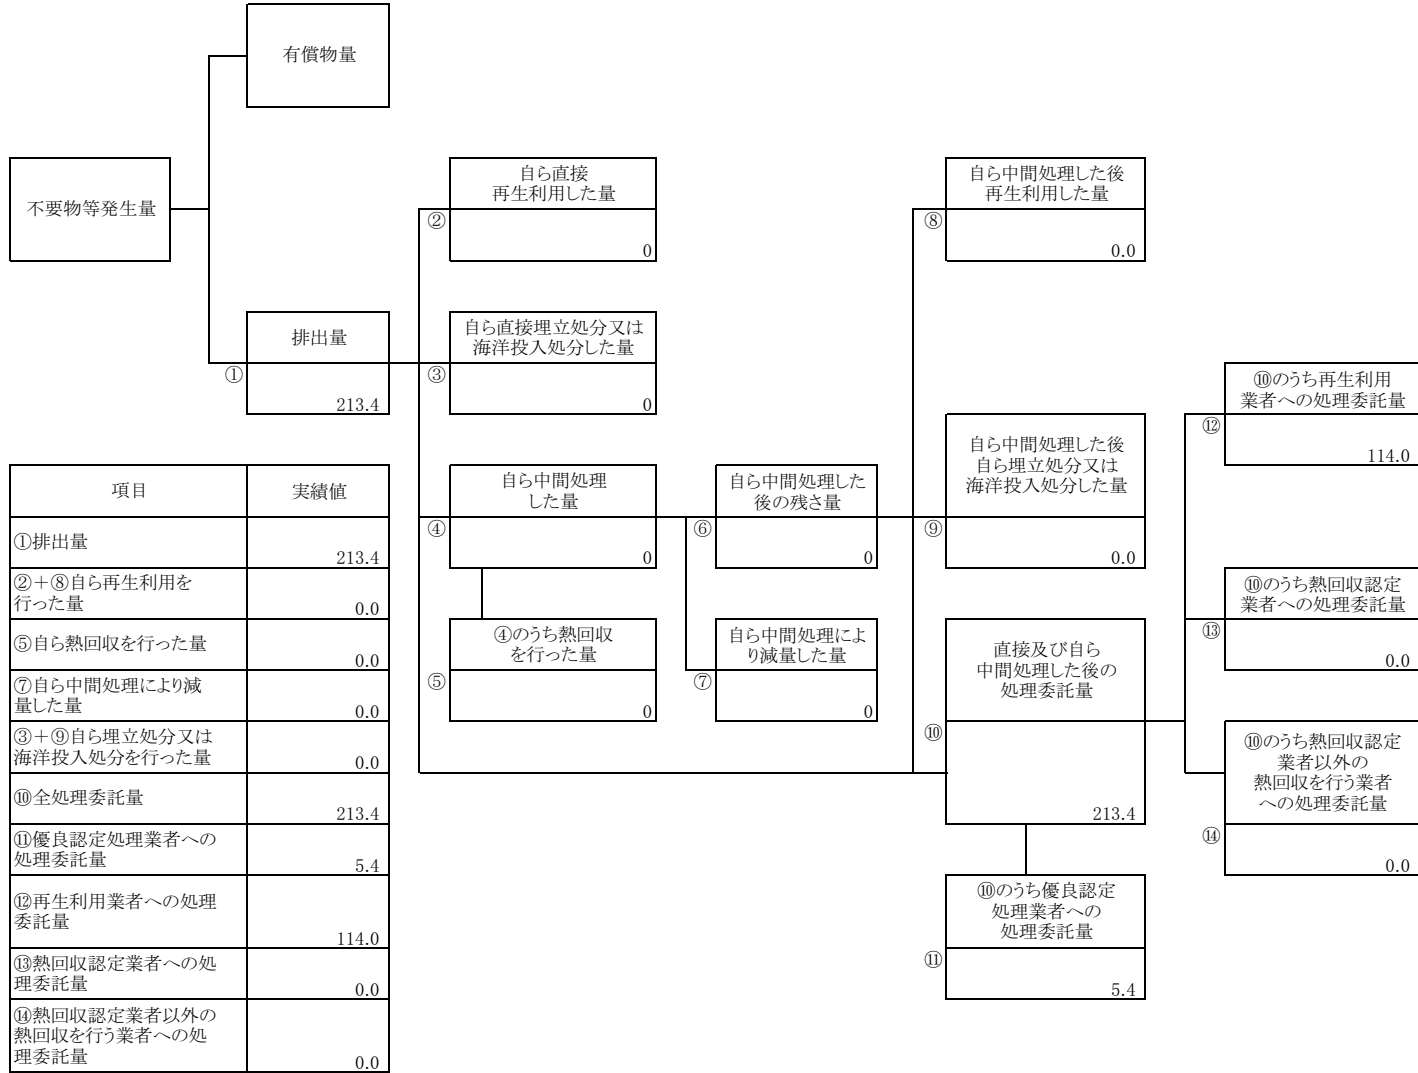 有償物量
不要物等発生量
排出量
①
213.4
自ら直接
再生利用した量
②
0
自ら直接埋立処分又は
海洋投入処分した量
③
0
自ら中間処理
した量
④
0
④のうち熱回収
を行った量
⑤
0
自ら中間処理した
後の残さ量
⑥
0
自ら中間処理によ
り減量した量
⑦
0
自ら中間処理した後
再生利用した量
⑧
0.0
自ら中間処理した後
自ら埋立処分又は
海洋投入処分した量
⑨
0.0
直接及び自ら
中間処理した後の
処理委託量
⑩
213.4
⑩のうち優良認定
処理業者への
処理委託量
⑪
5.4
⑩のうち再生利用
業者への処理委託量
⑫
114.0
⑩のうち熱回収認定
業者への処理委託量
⑬
0.0
⑩のうち熱回収認定
業者以外の
熱回収を行う業者
への処理委託量
⑭
0.0
項目 実績値
①排出量
213.4
②＋⑧自ら再生利用を
行った量
0.0
⑤自ら熱回収を行った量
0.0
⑦自ら中間処理により減
量した量
0.0
③＋⑨自ら埋立処分又は
海洋投入処分を行った量
0.0
⑩全処理委託量
213.4
⑪優良認定処理業者への
処理委託量
5.4
⑫再生利用業者への処理
委託量
114.0
⑬熱回収認定業者への処
理委託量
0.0
⑭熱回収認定業者以外の
熱回収を行う業者への処
理委託量
0.0